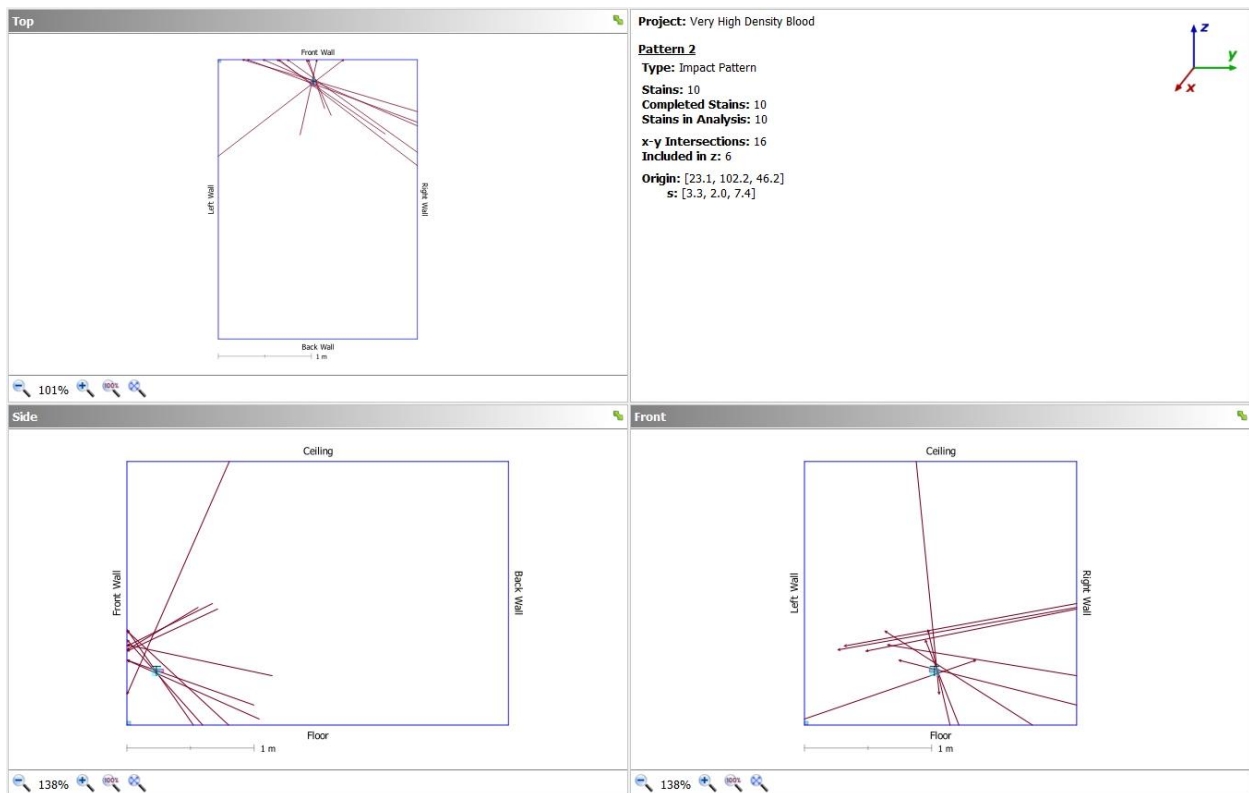 Top
Front Wall
Left Wall
Right Wall
Back Wall
1 m
101%
100%
Project: Very High Density Blood
Pattern 2
Type: Impact Pattern
Stains: 10
Completed Stains: 10
Stains in Analysis: 10
x-y Intersections: 16
Included in z: 6
Origin: [23.1, 102.2, 46.2]
s: [3.3, 2.0, 7.4]
z
y
x
Side
Ceiling
Front Wall
Back Wall
Floor
1 m
138%
100%
Front
Ceiling
Left Wall
Right Wall
Floor
1 m
138%
100%